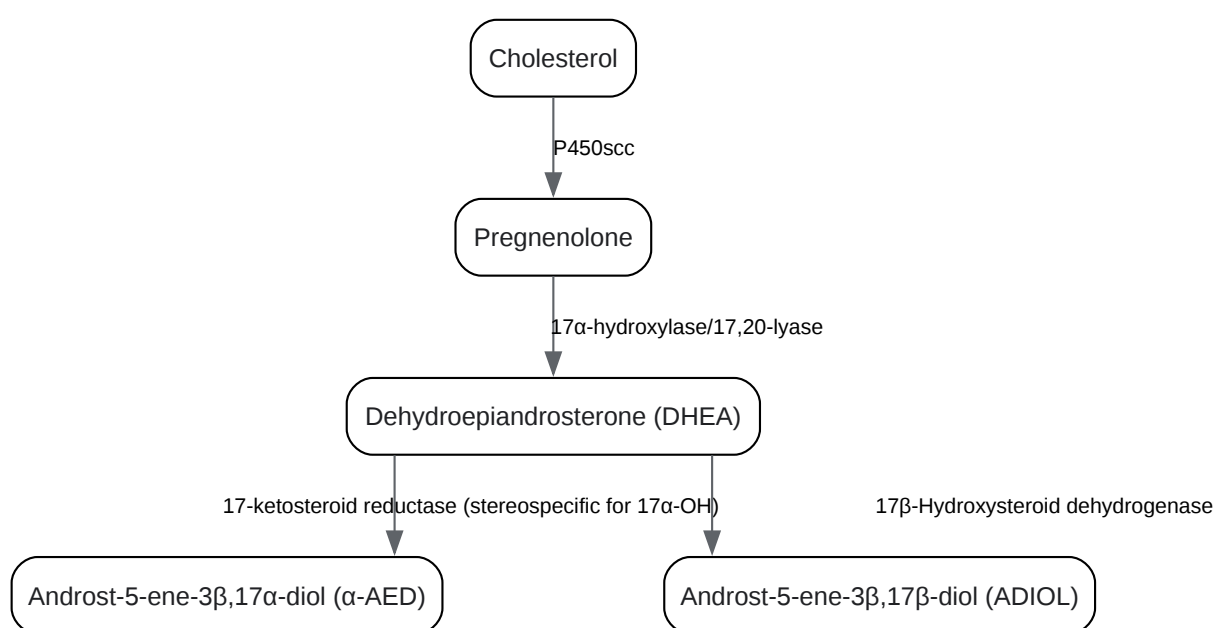 Cholesterol
P450scc
Pregnenolone
17α-hydroxylase/17,20-lyase
Dehydroepiandrosterone (DHEA)
17-ketosteroid reductase (stereospecific for 17α-OH)
17β-Hydroxysteroid dehydrogenase
Androst-5-ene-3β,17α-diol (α-AED)
Androst-5-ene-3β,17β-diol (ADIOL)